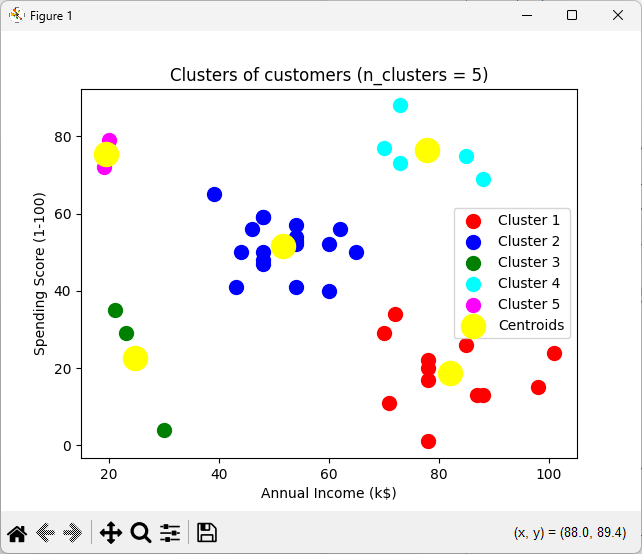 Figure 1
Clusters of customers (n_clusters = 5)
80
60
40
20
0
Spending Score (1-100)
Cluster 1
Cluster 2
Cluster 3
Cluster 4
Cluster 5
Centroids
20 40 60 80 100
Annual Income (k$)
(x, y) = (88.0, 89.4)